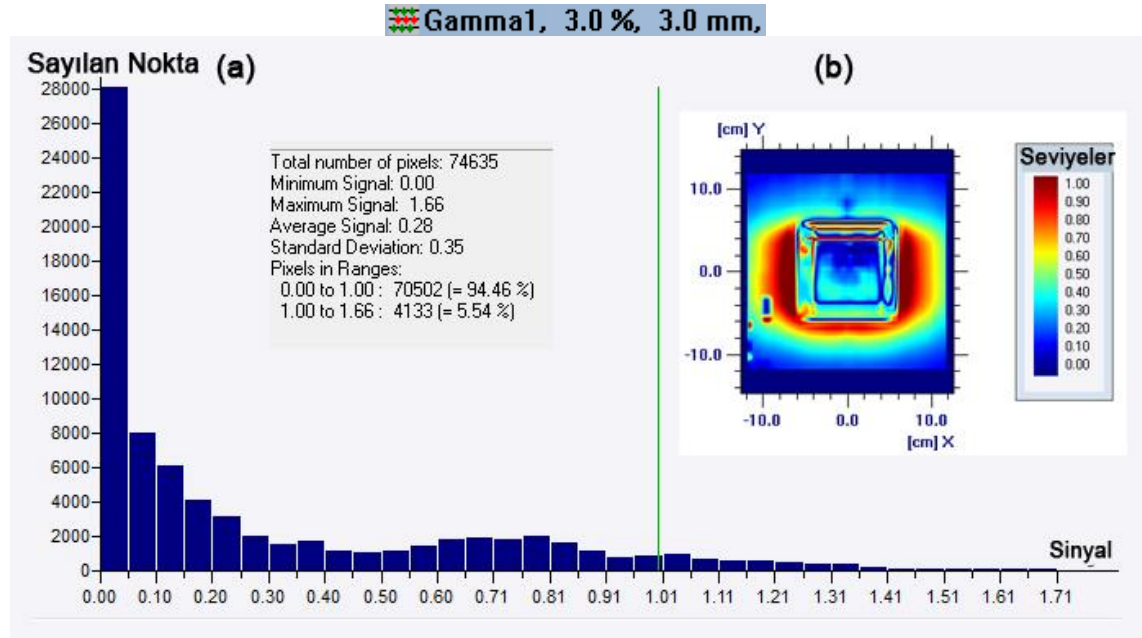 Gamma1, 3.0 %, 3.0 mm,
Sayılan Nokta (a)
28000
26000
24000
22000
20000
18000
16000
14000
12000
10000
8000
6000
4000
2000
0
Total number of pixels: 74635
Minimum Signal: 0.00
Maximum Signal: 1.66
Average Signal: 0.28
Standard Deviation: 0.35
Pixels in Ranges:
0.00 to 1.00 : 70502 (= 94.46 %)
1.00 to 1.66 : 4133 (= 5.54 %)
(b)
[cm] Y
10.0
0.0
-10.0
-10.0 0.0 10.0
[cm] X
Seviyeler
1.00
0.90
0.80
0.70
0.60
0.50
0.40
0.30
0.20
0.10
0.00
Sinyal
0.00 0.10 0.20 0.30 0.40 0.50 0.60 0.71 0.81 0.91 1.01 1.11 1.21 1.31 1.41 1.51 1.61 1.71